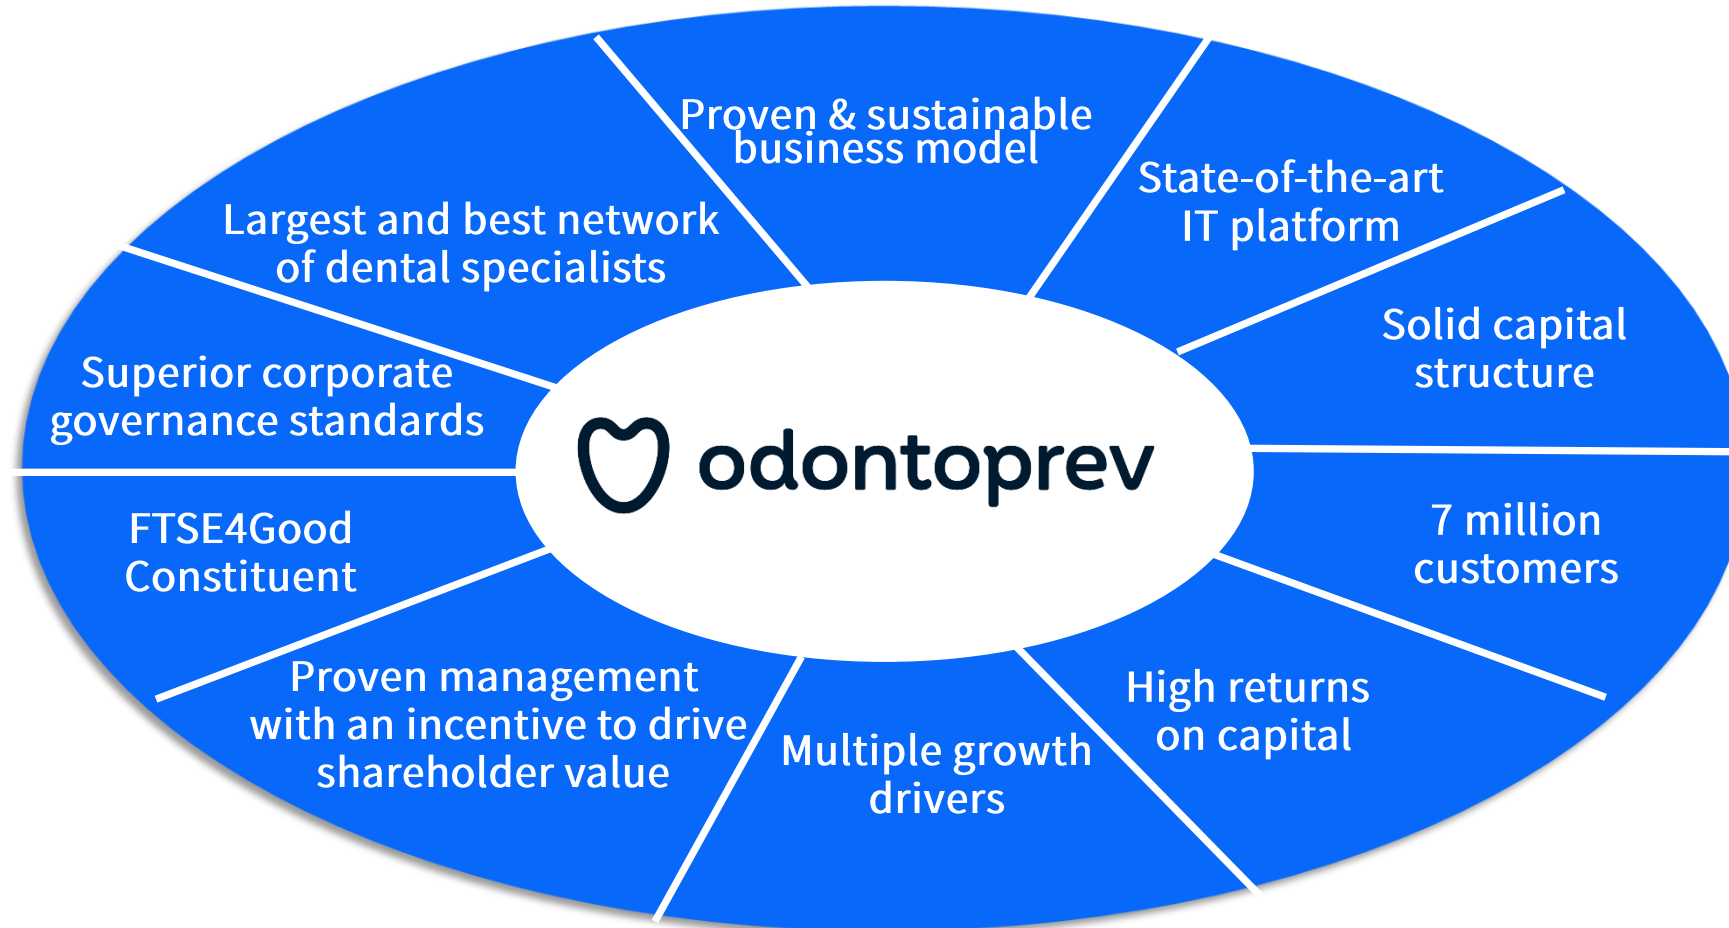 Proven & sustainable
business model
State-of-the-art
IT platform
Solid capital
structure
7 million
customers
High returns
on capital
Multiple growth
drivers
Proven management
with an incentive to drive
shareholder value
FTSE4Good
Constituent
Superior corporate
governance standards
Largest and best network
of dental specialists
odontoprev